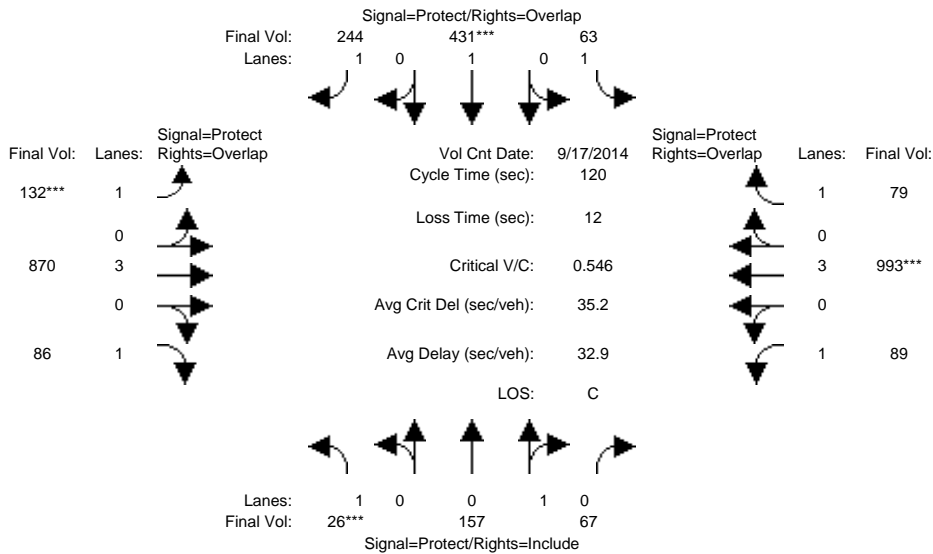 Signal=Protect/Rights=Overlap
Final Vol: 244 431*** 63
Lanes: 1 0 1 0 1
Signal=Protect
Final Vol: Lanes: Rights=Overlap
Vol Cnt Date: 9/17/2014
Signal=Protect
Rights=Overlap Lanes: Final Vol:
Cycle Time (sec): 120
132*** 1
1 79
Loss Time (sec): 12
0
0
870 3
Critical V/C: 0.546
3 993***
0
Avg Crit Del (sec/veh): 35.2
0
86 1
Avg Delay (sec/veh): 32.9
1 89
LOS: C
Lanes: 1 0 0 1 0
Final Vol: 26*** 157 67
Signal=Protect/Rights=Include